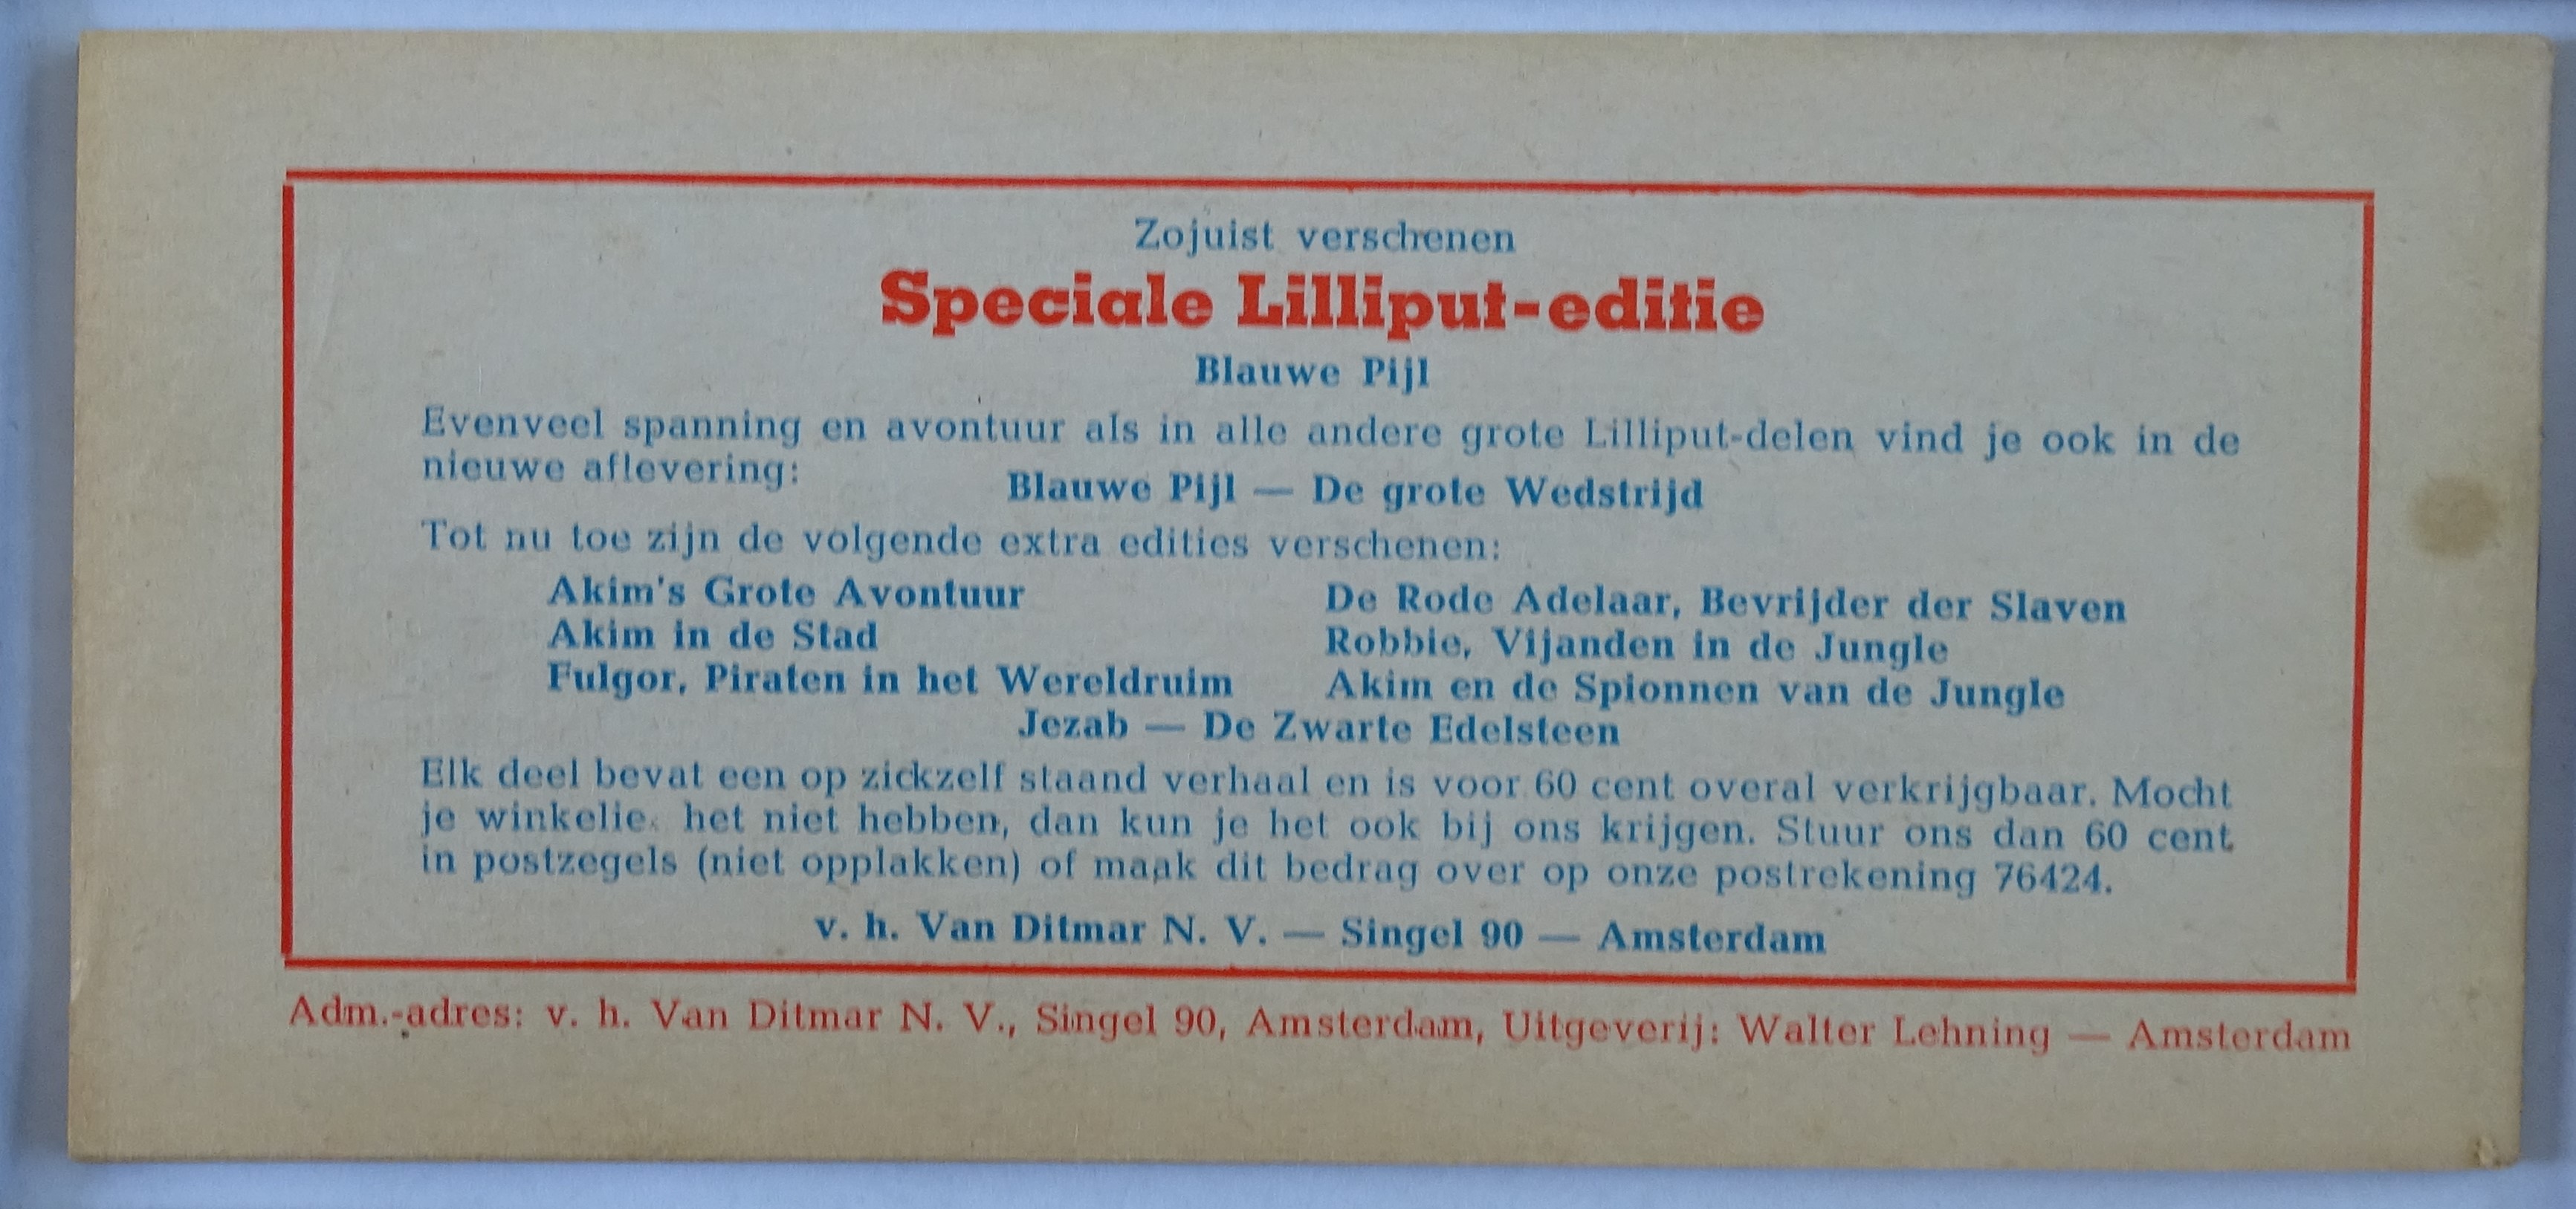 Zojuist verschenen
Speciale Lilliput-editie
Blauwe Pijl
Evenveel spanning en avontuur als in alle andere grote Lilliput-delen vind je ook in de
nieuwe aflevering:
Blauwe Pijl — De grote Wedstrijd
Tot nu toe zijn de volgende extra edities verschenen:
Akim's Grote Avontuur
Akim in de Stad
Fulgor, Piraten in het Wereldruim
De Rode Adelaar, Bevrijder der Slaven
Robbie, Vijanden in de Jungle
Akim en de Spionnen van de Jungle
Jezab — De Zwarte Edelsteen
Elk deel bevat een op zickzelf staand verhaal en is voor 60 cent overal verkrijgbaar. Mocht
je winkelie. het niet hebben, dan kun je het ook bij ons krijgen. Stuur ons dan 60 cent
in postzegels (niet opplakken) of maak dit bedrag over op onze postrekening 76424.
v. h. Van Ditmar N. V. — Singel 90 — Amsterdam
Adm.-adres: v. h. Van Ditmar N. V., Singel 90, Amsterdam, Uitgeverij: Walter Lehning — Amsterdam